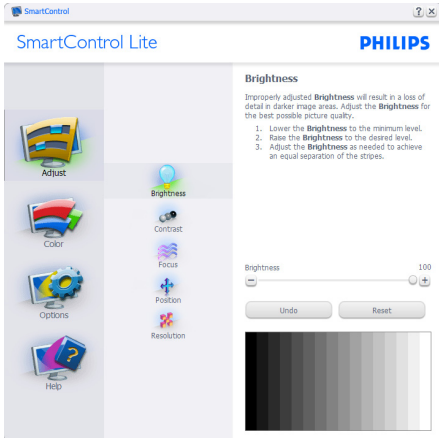 SmartControl
SmartControl Lite
PHILIPS
Adjust
Color
Options
Help
Brightness
Contrast
Focus
Position
Resolution
Brightness
Improperly adjusted Brightness will result in a loss of
detail in darker image areas. Adjust the Brightness for
the best possible picture quality.
1. Lower the Brightness to the minimum level.
2. Raise the Brightness to the desired level.
3. Adjust the Brightness as needed to achieve
an equal separation of the stripes.
Brightness 100
Undo Reset